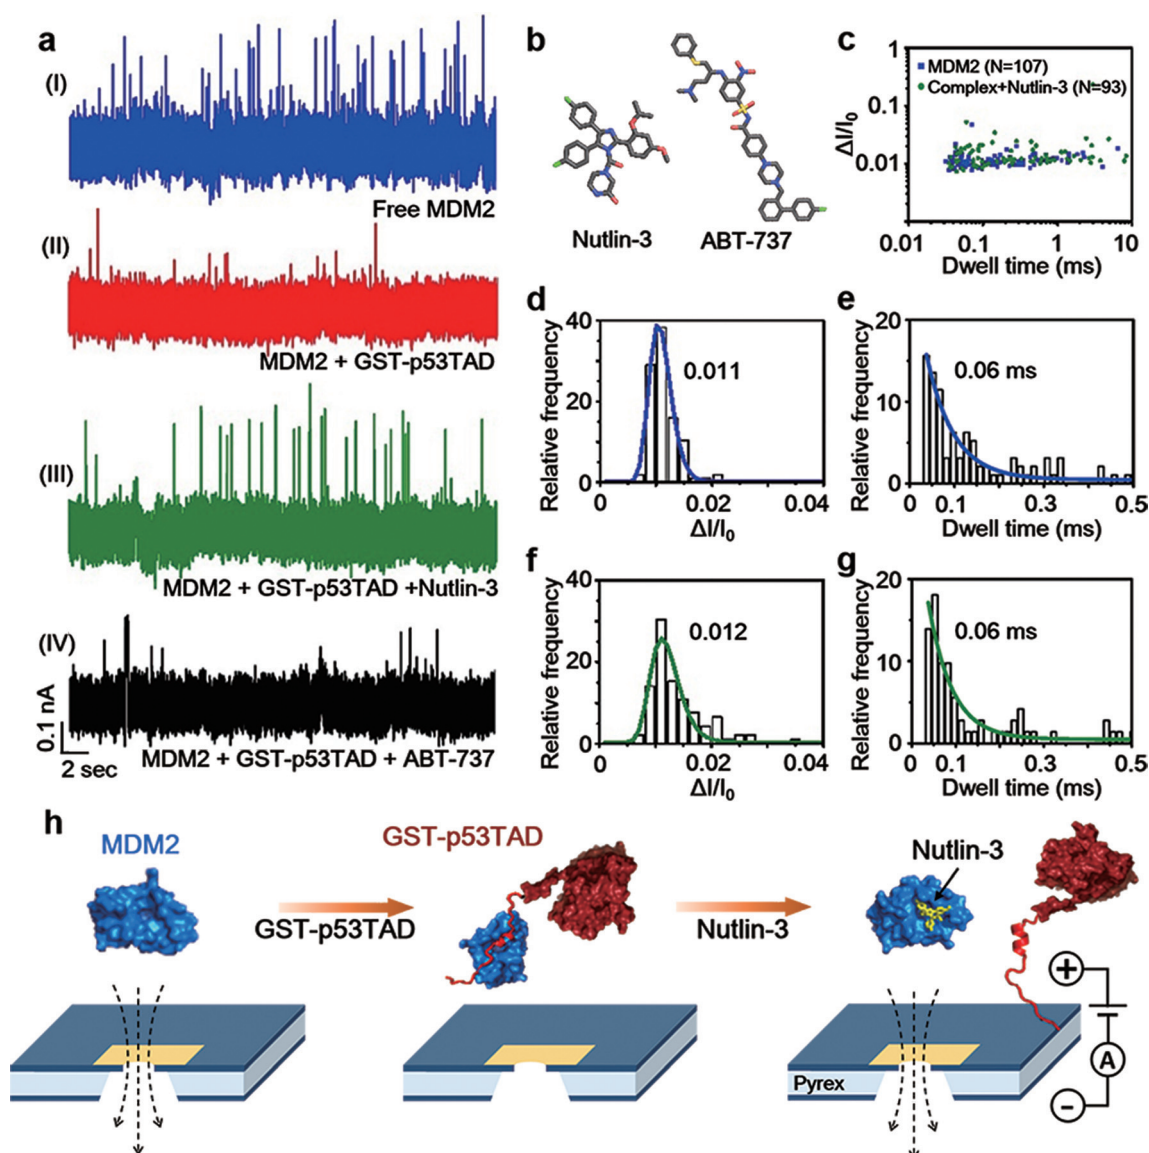 a
(I)
Free MDM2
(II)
MDM2 + GST-p53TAD
(III)
MDM2 + GST-p53TAD +Nutlin-3
(IV)
0.1 nA
2 sec
MDM2 + GST-p53TAD + ABT-737
b
Nutlin-3
ABT-737
c
1
0.1
0.01
ΔI/I0
MDM2 (N=107)
Complex+Nutlin-3 (N=93)
0.01
0.1
1
10
Dwell time (ms)
d
Relative frequency
40
20
0
0.011
0
0.02
0.04
ΔI/I0
e
Relative frequency
20
10
0
0.06 ms
0
0.1
0.3
0.5
Dwell time (ms)
f
Relative frequency
40
20
0
0.012
0
0.02
0.04
ΔI/I0
g
Relative frequency
20
10
0
0.06 ms
0
0.1
0.3
0.5
Dwell time (ms)
h
MDM2
GST-p53TAD
GST-p53TAD
Nutlin-3
Nutlin-3
Pyrex
+
A
-